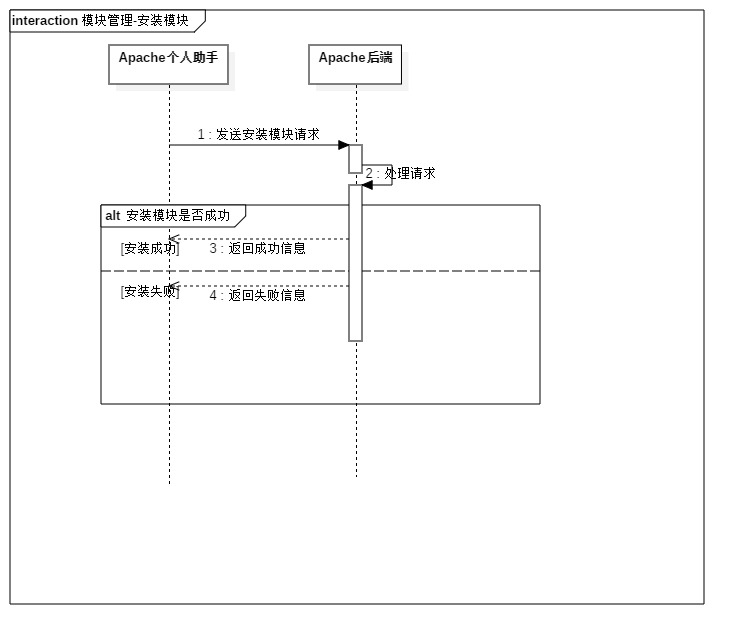 interaction 模块管理-安装模块
Apache个人助手
Apache后端
1 : 发送安装模块请求
2 : 处理请求
alt 安装模块是否成功
[安装成功]
3 : 返回成功信息
[安装失败]
4 : 返回失败信息